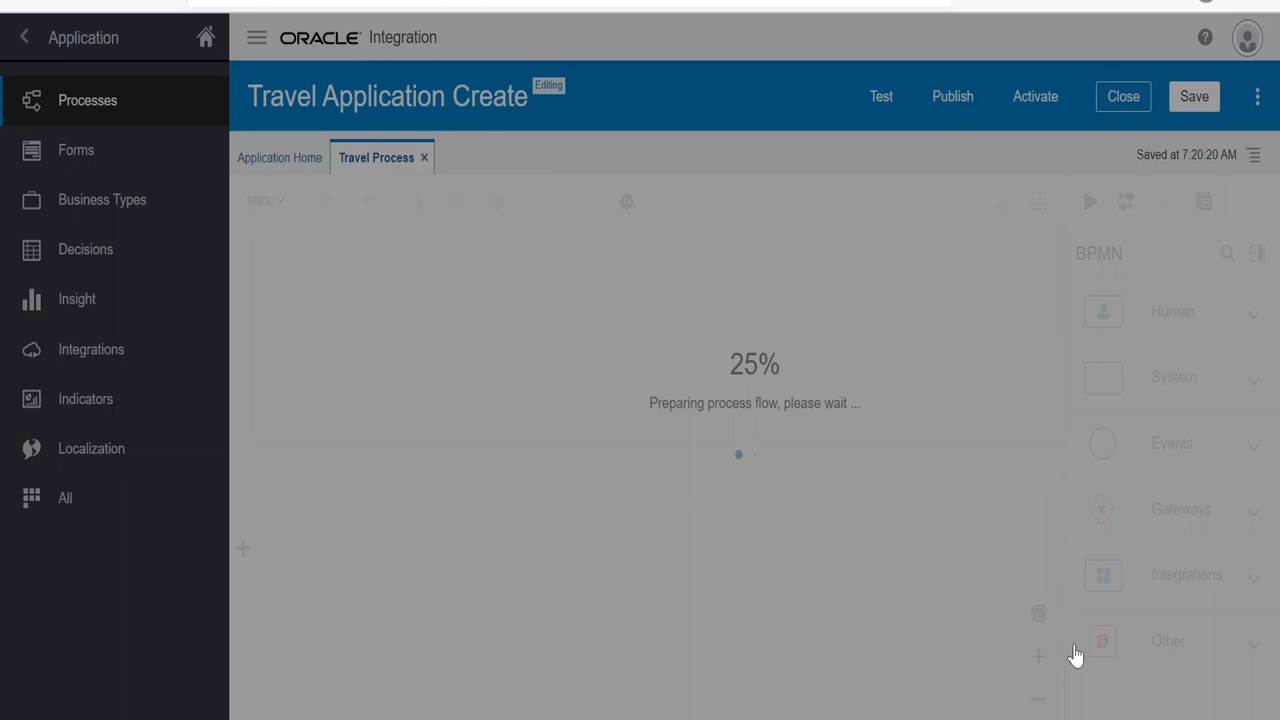 Application
ORACLE Integration
Travel Application Create Editing
Test
Publish
Activate
Close
Save
Processes
Forms
Business Types
Decisions
Insight
Integrations
Indicators
Localization
All
Application Home
Travel Process
Saved at 7:20:20 AM
100%
BPMN
Human
System
Events
Gateways
Integrations
Other
25%
Preparing process flow, please wait ...